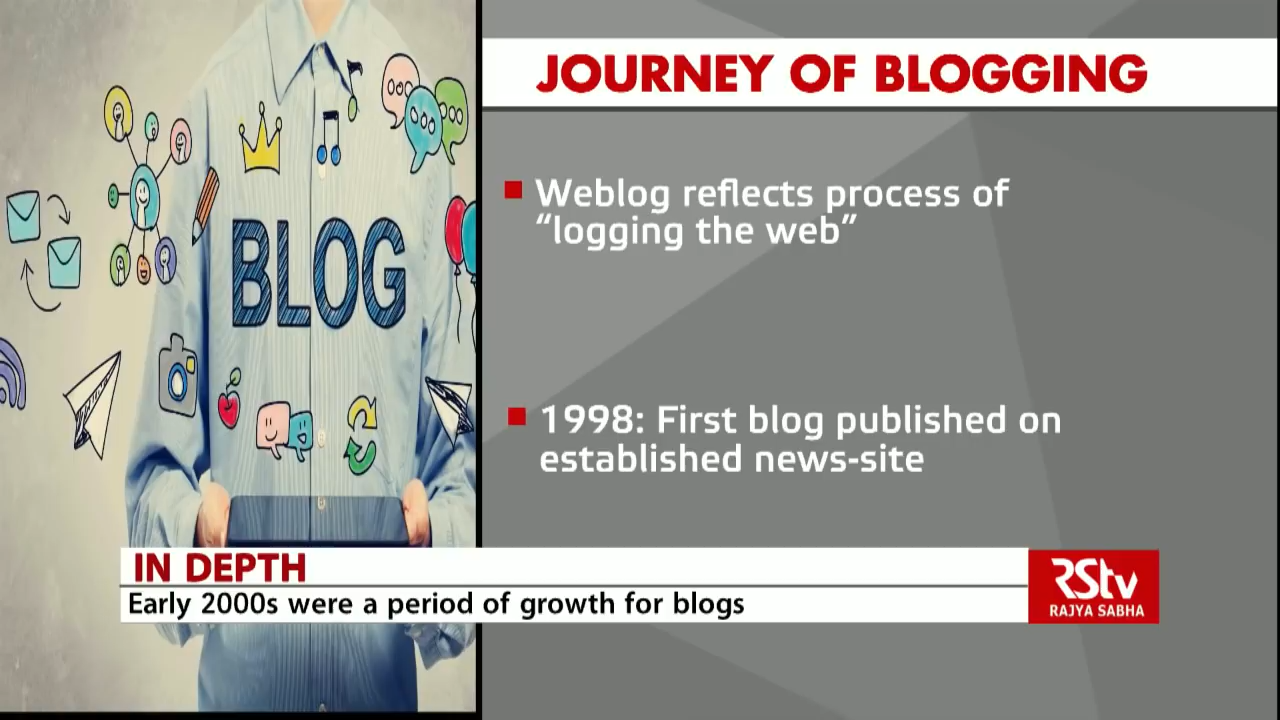 BLOG
JOURNEY OF BLOGGING
Weblog reflects process of
“logging the web”
1998: First blog published on
established news-site
IN DEPTH
Early 2000s were a period of growth for blogs
RStv
RAJYA SABHA